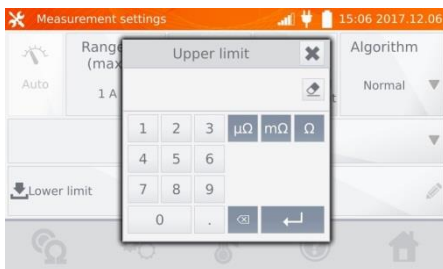 Measurement settings 15:06 2017.12.06
Range Upper limit Algorithm
(max
Auto 1 A t Normal
1 2 3 µΩ mΩ Ω
4 5 6
7 8 9
Lower limit
0 .